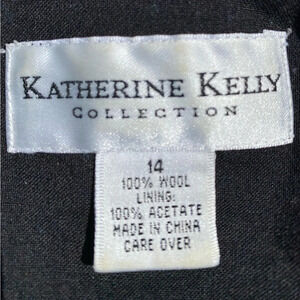 KATHERINE KELLY
COLLECTION
14
100% WOOL
LINING:
100% ACETATE
MADE IN CHINA
CARE OVER